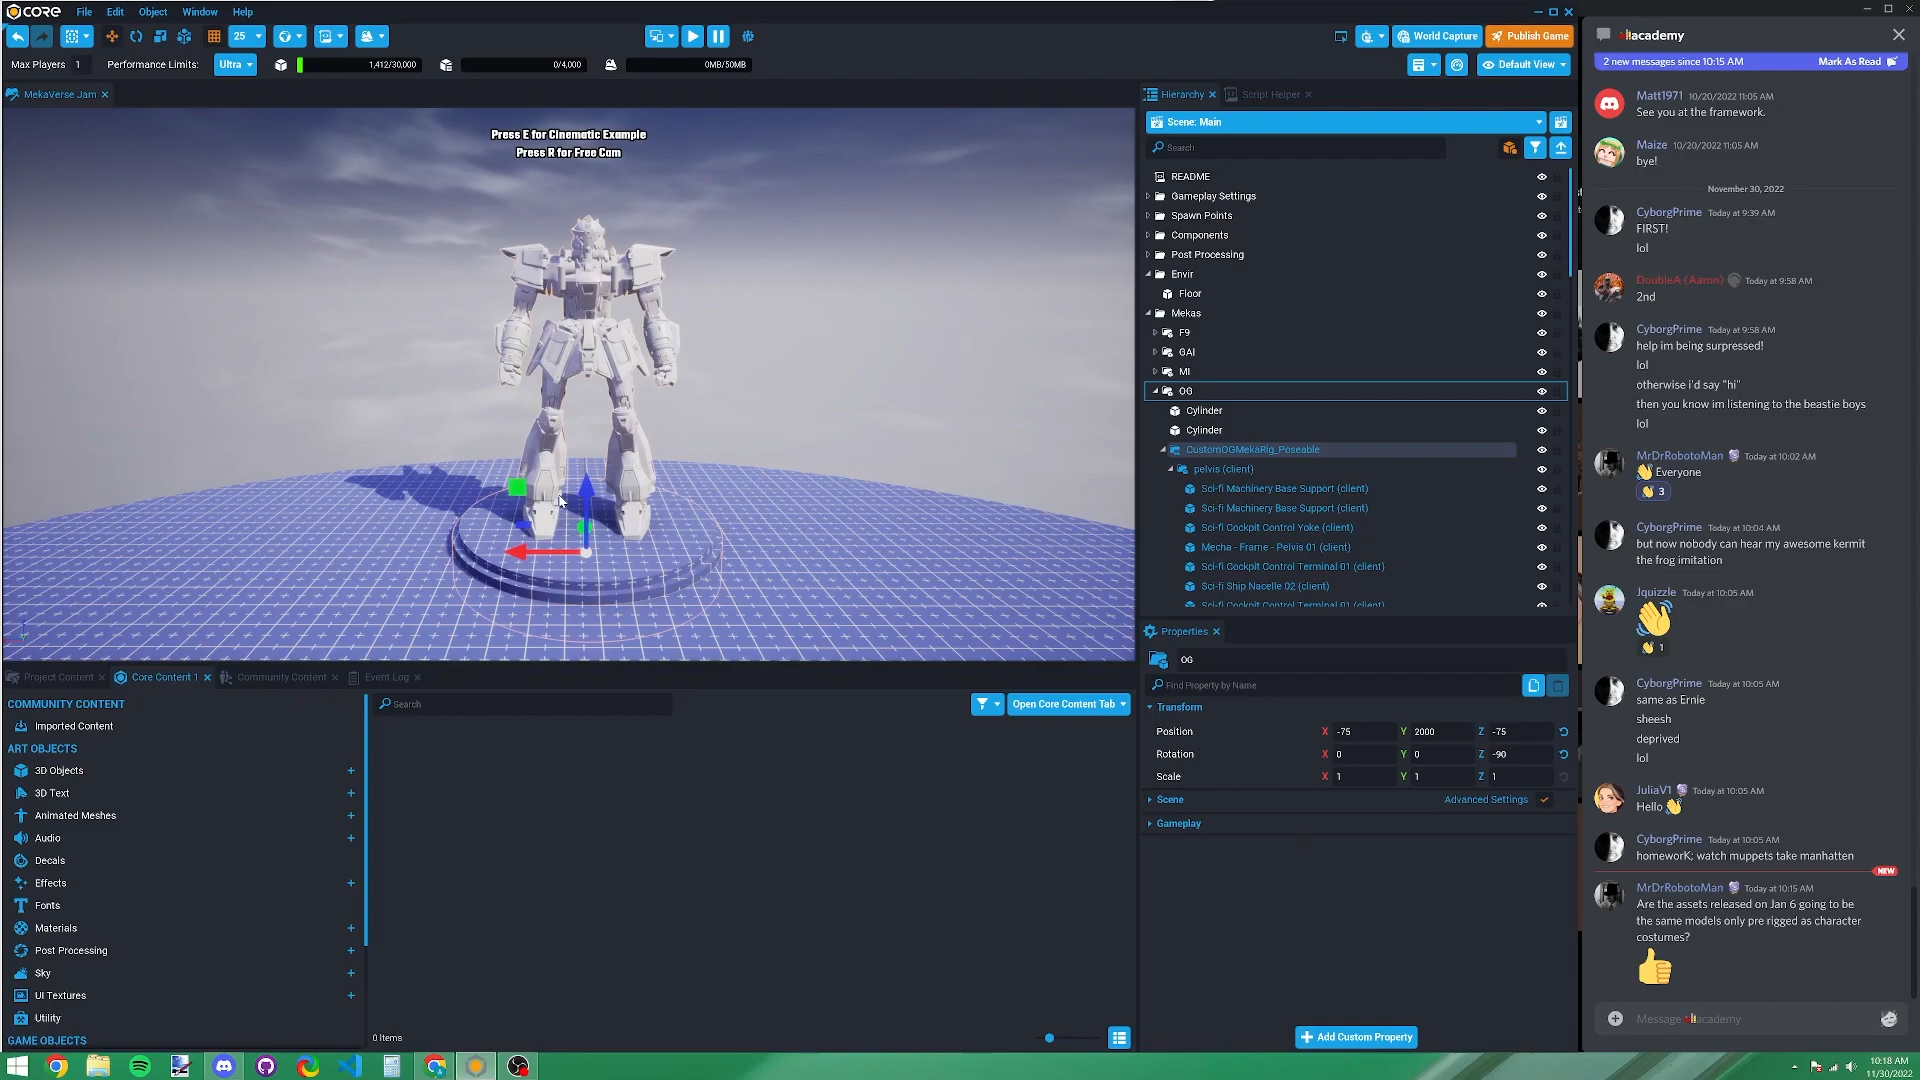 CORE File Edit Object Window Help
25
World Capture Publish Game
Max Players 1 Performance Limits: Ultra 1,412/30,000 0/4,000 0MB/50MB Default View
MekaVerse Jam
Press E for Cinematic Example
Press R for Free Cam
Hierarchy Script Helper
Scene: Main
Search
README
Gameplay Settings
Spawn Points
Components
Post Processing
Envir
Floor
Mekas
F9
GAI
MI
OG
Cylinder
Cylinder
CustomOGMekaRig_Poseable
pelvis (client)
Sci-fi Machinery Base Support (client)
Sci-fi Machinery Base Support (client)
Sci-fi Cockpit Control Yoke (client)
Mecha - Frame - Pelvis 01 (client)
Sci-fi Cockpit Control Terminal 01 (client)
Sci-fi Ship Nacelle 02 (client)
Sci-fi Cockpit Control Terminal 01 (client)
Properties
OG
Find Property by Name
Transform
Position X -75 Y 2000 Z -75
Rotation X 0 Y 0 Z -90
Scale X 1 Y 1 Z 1
Scene Advanced Settings
Gameplay
Add Custom Property
Project Content Core Content 1 Community Content Event Log
COMMUNITY CONTENT
Imported Content
ART OBJECTS
3D Objects
3D Text
Animated Meshes
Audio
Decals
Effects
Fonts
Materials
Post Processing
Sky
UI Textures
Utility
GAME OBJECTS
Search
Open Core Content Tab
0 Items
academy
2 new messages since 10:15 AM Mark As Read
Matt1971 10/20/2022 11:05 AM
See you at the framework.
Maize 10/20/2022 11:05 AM
bye!
November 30, 2022
CyborgPrime Today at 9:39 AM
FIRST!
lol
DoubleA (Aaron) Today at 9:58 AM
2nd
CyborgPrime Today at 9:58 AM
help im being surpressed!
lol
otherwise i'd say "hi"
then you know im listening to the beastie boys
lol
MrDrRobotoMan Today at 10:02 AM
👋 Everyone
👋 3
CyborgPrime Today at 10:04 AM
but now nobody can hear my awesome kermit
the frog imitation
Jquizzle Today at 10:05 AM
👋
👋 1
CyborgPrime Today at 10:05 AM
same as Ernie
sheesh
deprived
lol
JuliaV1 Today at 10:05 AM
Hello 👋
CyborgPrime Today at 10:05 AM
homeworK; watch muppets take manhatten
NEW
MrDrRobotoMan Today at 10:15 AM
Are the assets released on Jan 6 going to be
the same models only pre rigged as character
costumes?
👍
Message academy
10:18 AM
11/30/2022